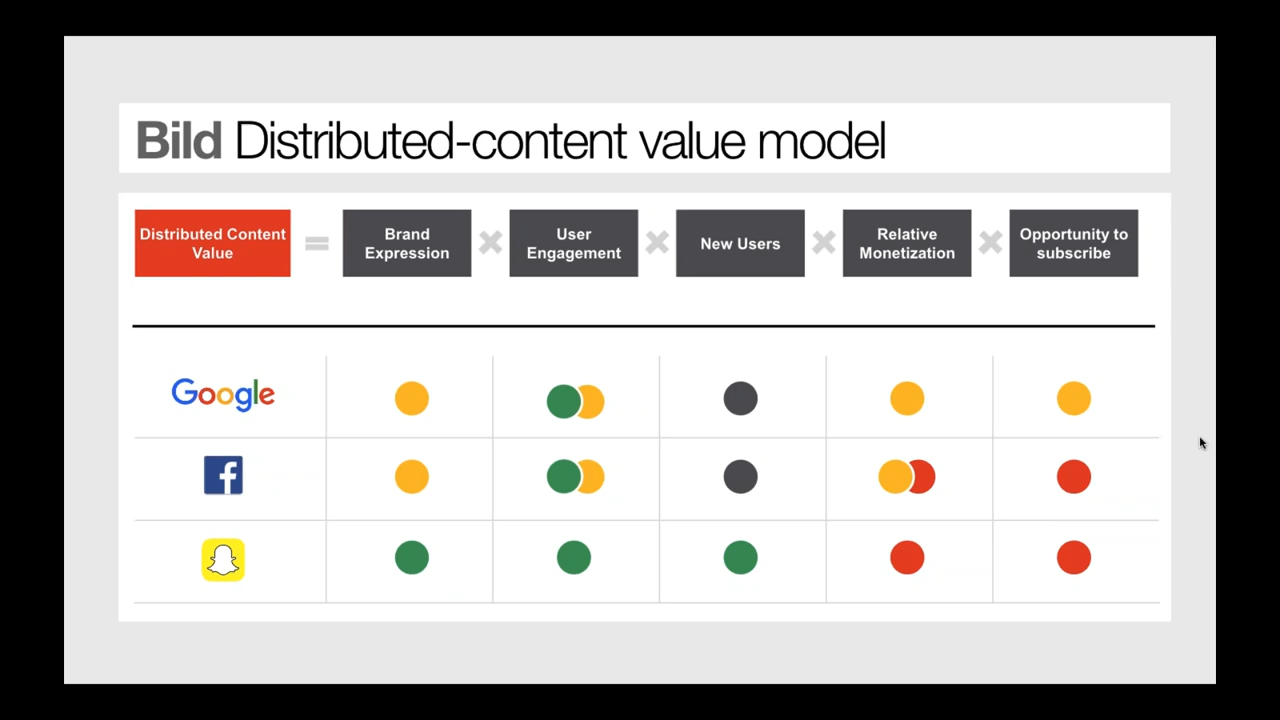 Bild Distributed-content value model
Distributed Content
Value
=
Brand
Expression
×
User
Engagement
×
New Users
×
Relative
Monetization
×
Opportunity to
subscribe
Google
f